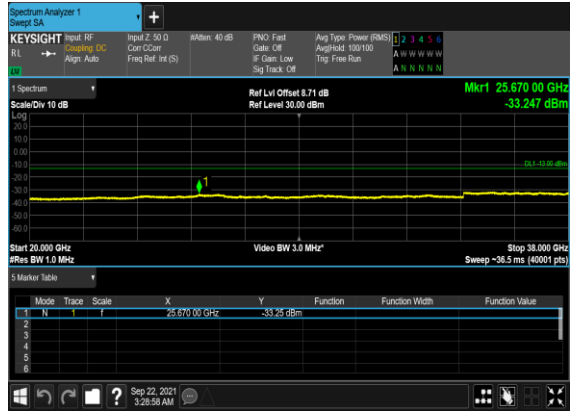 Spectrum Analyzer 1
Swept SA
KEYSIGHT
RL
Input: RF
Coupling: DC
Align: Auto
Input Z: 50 Ω
Corr CCorr
Freq Ref: Int (S)
#Atten: 40 dB
PNO: Fast
Gate: Off
IF Gain: Low
Sig Track: Off
Avg Type: Power (RMS)
Avg|Hold: 100/100
Trig: Free Run
1 2 3 4 5 6
A W W W W W
A N N N N N
1 Spectrum
Scale/Div 10 dB
Ref Lvl Offset 8.71 dB
Ref Level 30.00 dBm
Mkr1 25.670 00 GHz
-33.247 dBm
Log
20.0
10.0
0.00
-10.0
-20.0
-30.0
-40.0
-50.0
-60.0
DL1 -13.00 dBm
1
Start 20.000 GHz
#Res BW 1.0 MHz
Video BW 3.0 MHz*
Stop 38.000 GHz
Sweep ~36.5 ms (40001 pts)
5 Marker Table
Mode Trace Scale X Y Function Function Width Function Value
1 N 1 f 25.670 00 GHz -33.25 dBm
2
3
4
5
6
?
Sep 22, 2021
3:28:58 AM